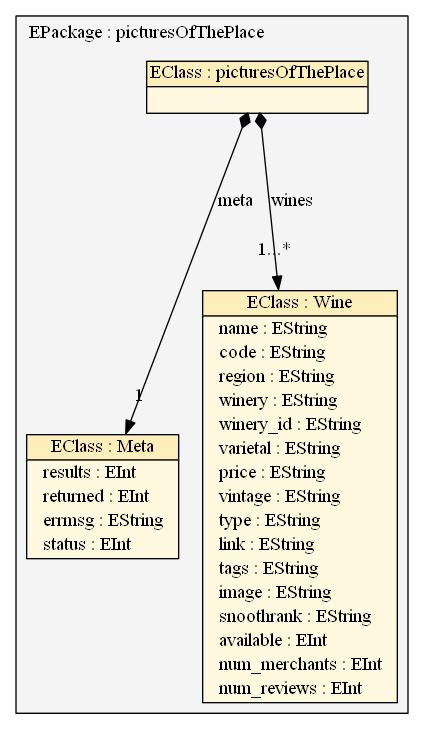 EPackage : picturesOfThePlace
EClass : picturesOfThePlace
meta
wines
1...*
1
EClass : Meta
results : EInt
returned : EInt
errmsg : EString
status : EInt
EClass : Wine
name : EString
code : EString
region : EString
winery : EString
winery_id : EString
varietal : EString
price : EString
vintage : EString
type : EString
link : EString
tags : EString
image : EString
snoothrank : EString
available : EInt
num_merchants : EInt
num_reviews : EInt